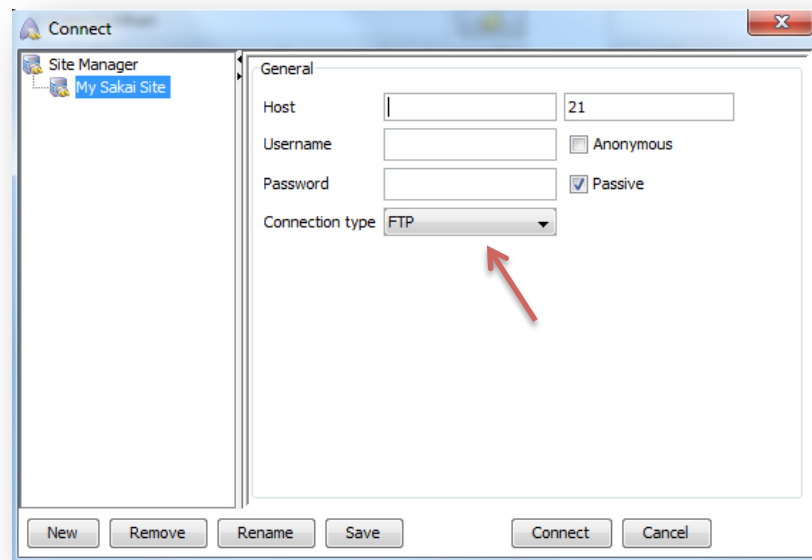 Connect
Site Manager
My Sakai Site
General
Host 21
Username Anonymous
Password Passive
Connection type FTP
New Remove Rename Save Connect Cancel